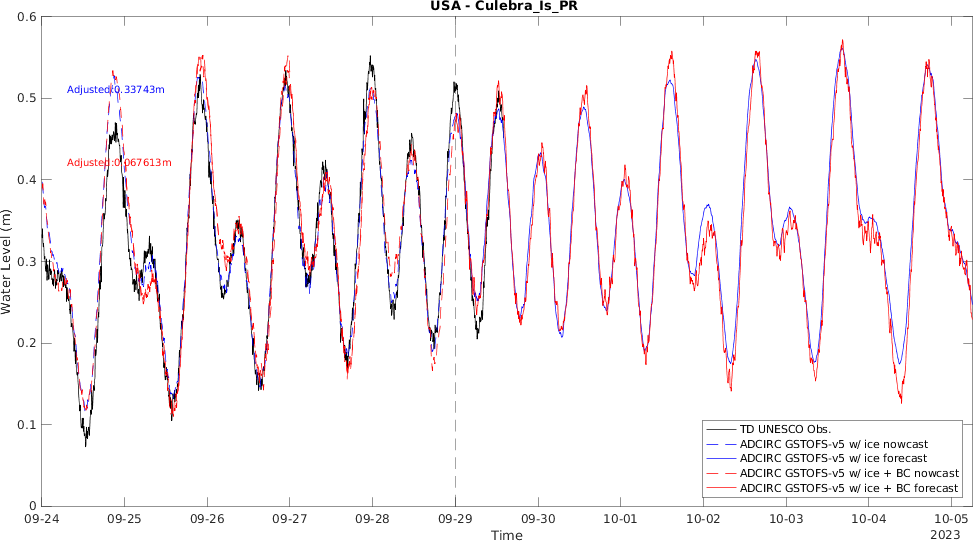 USA - Culebra_Is_PR
0.6
0.5
0.4
0.3
0.2
0.1
0
Water Level (m)
Adjusted:0.33743m
Adjusted:0.067613m
TD UNESCO Obs.
ADCIRC GSTOFS-v5 w/ ice nowcast
ADCIRC GSTOFS-v5 w/ ice forecast
ADCIRC GSTOFS-v5 w/ ice + BC nowcast
ADCIRC GSTOFS-v5 w/ ice + BC forecast
09-24 09-25 09-26 09-27 09-28 09-29 09-30 10-01 10-02 10-03 10-04 10-05
Time
2023